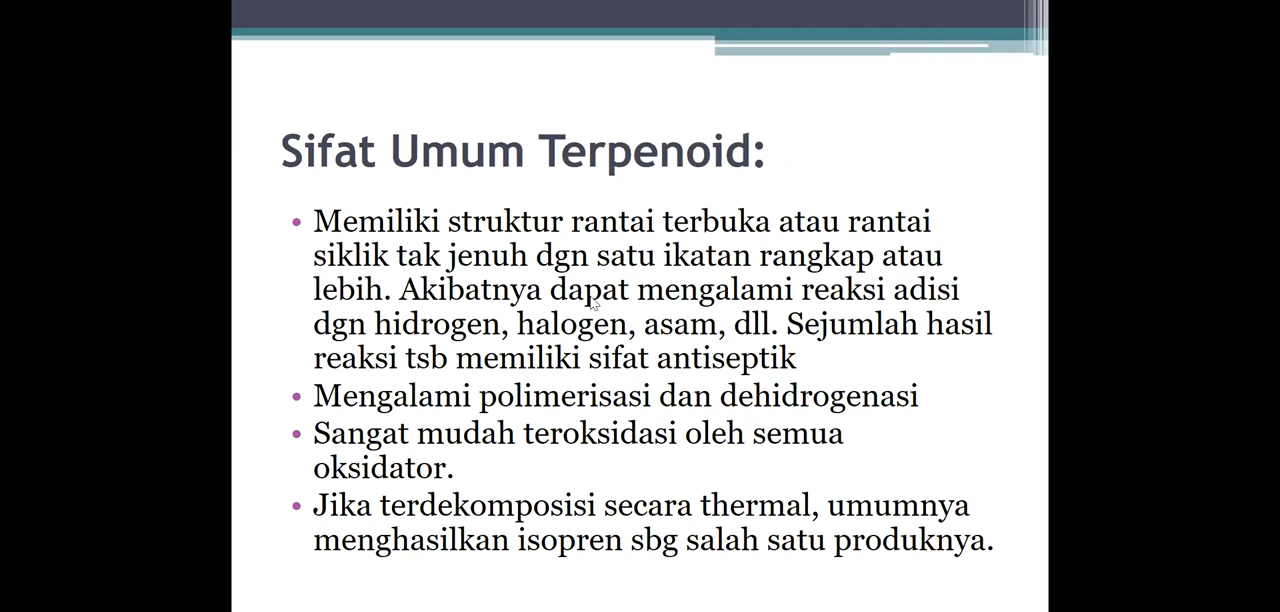 Sifat Umum Terpenoid:
• Memiliki struktur rantai terbuka atau rantai
siklik tak jenuh dgn satu ikatan rangkap atau
lebih. Akibatnya dapat mengalami reaksi adisi
dgn hidrogen, halogen, asam, dll. Sejumlah hasil
reaksi tsb memiliki sifat antiseptik
• Mengalami polimerisasi dan dehidrogenasi
• Sangat mudah teroksidasi oleh semua
oksidator.
• Jika terdekomposisi secara thermal, umumnya
menghasilkan isopren sbg salah satu produknya.